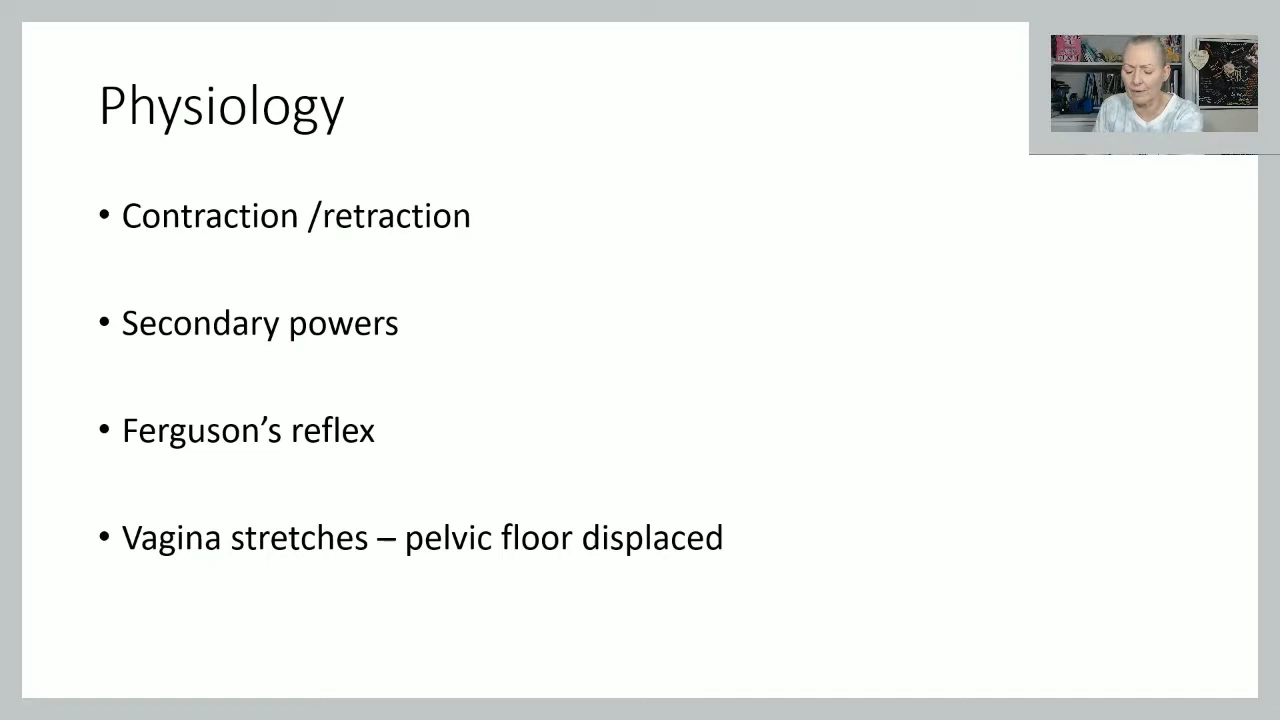 Physiology
• Contraction /retraction
• Secondary powers
• Ferguson’s reflex
• Vagina stretches – pelvic floor displaced